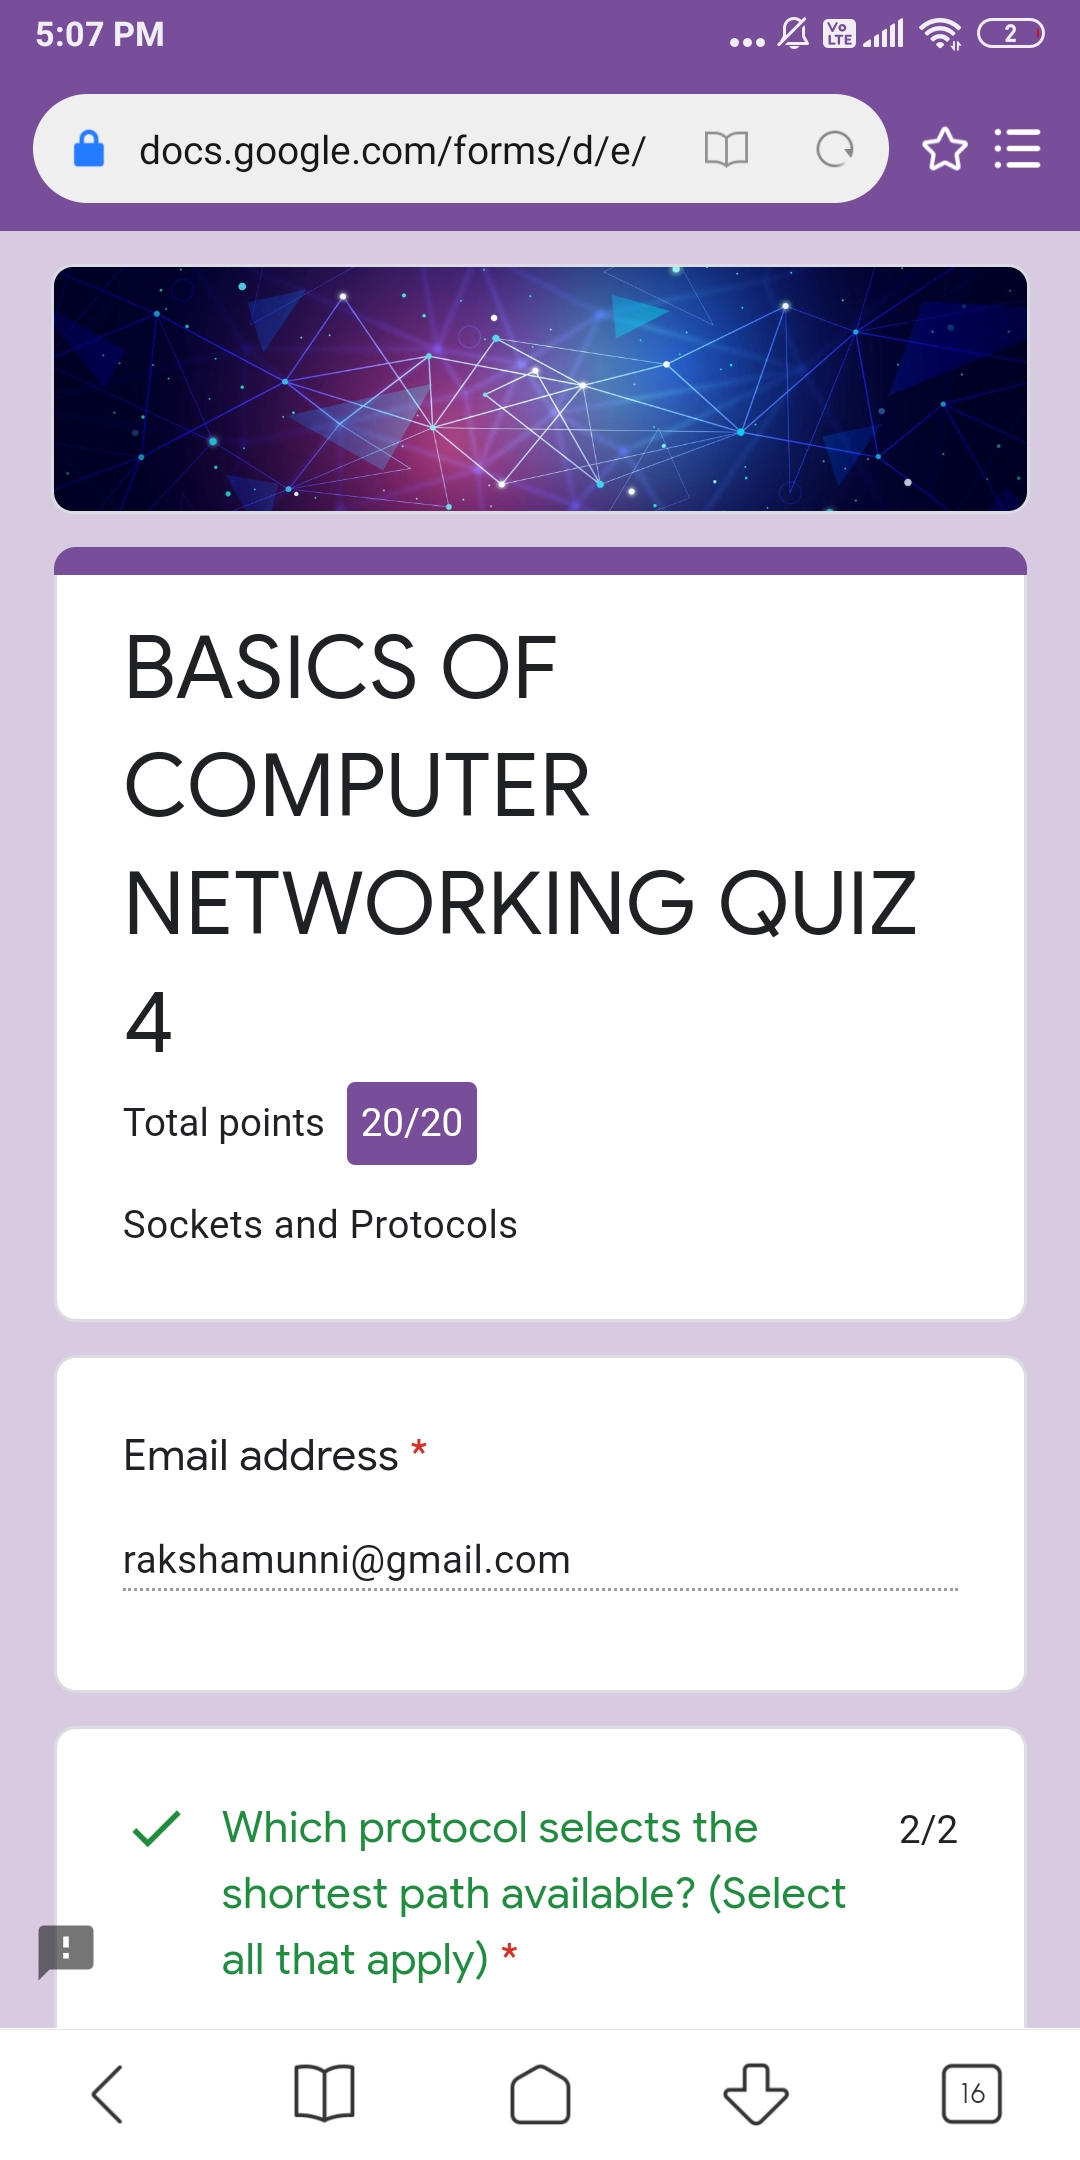 5:07 PM
Vo LTE
2
docs.google.com/forms/d/e/
BASICS OF
COMPUTER
NETWORKING QUIZ
4
Total points 20/20
Sockets and Protocols
Email address *
rakshamunni@gmail.com
Which protocol selects the 2/2
shortest path available? (Select
all that apply) *
16